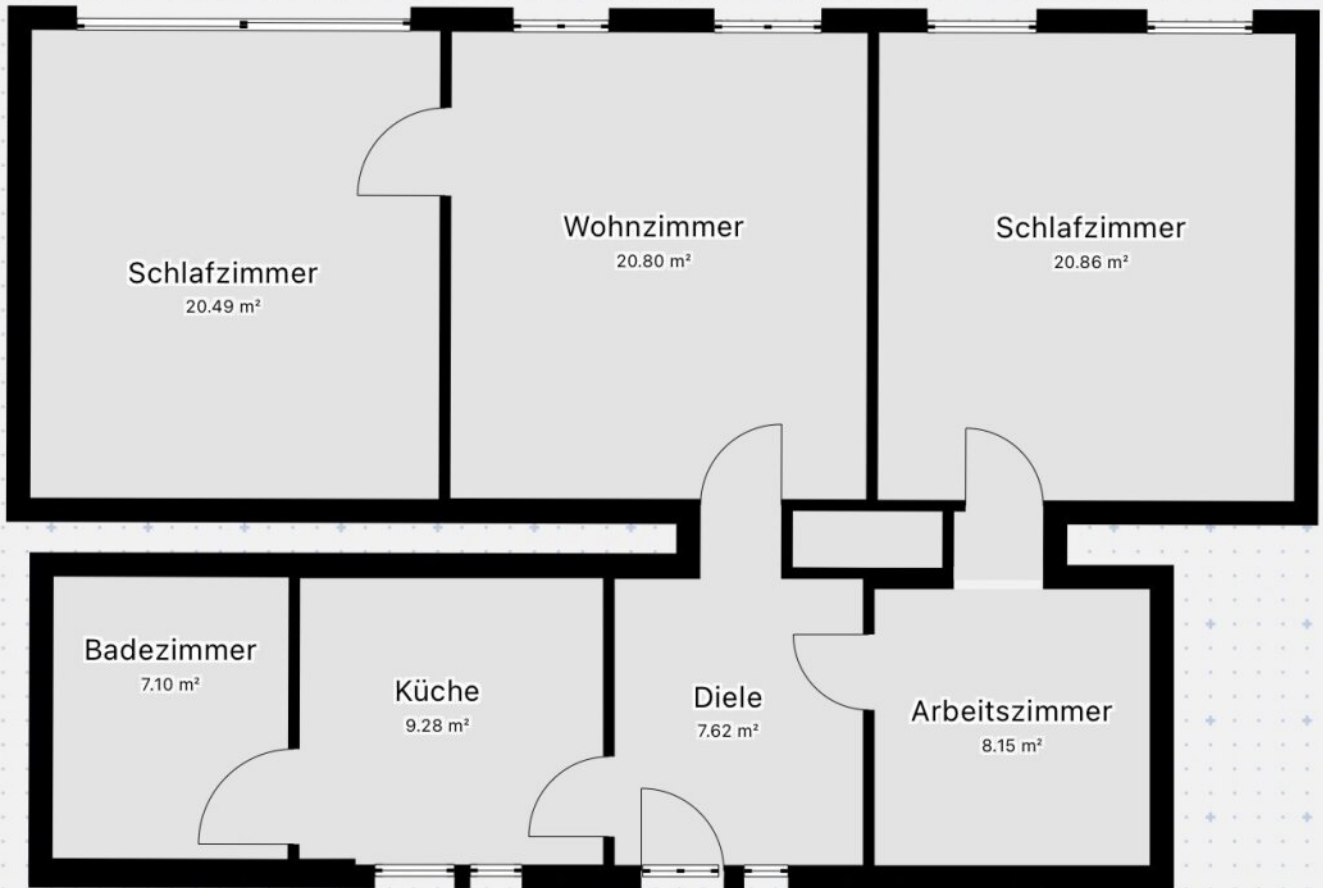 Schlafzimmer
20.49 m²
Wohnzimmer
20.80 m²
Schlafzimmer
20.86 m²
Badezimmer
7.10 m²
Küche
9.28 m²
Diele
7.62 m²
Arbeitszimmer
8.15 m²